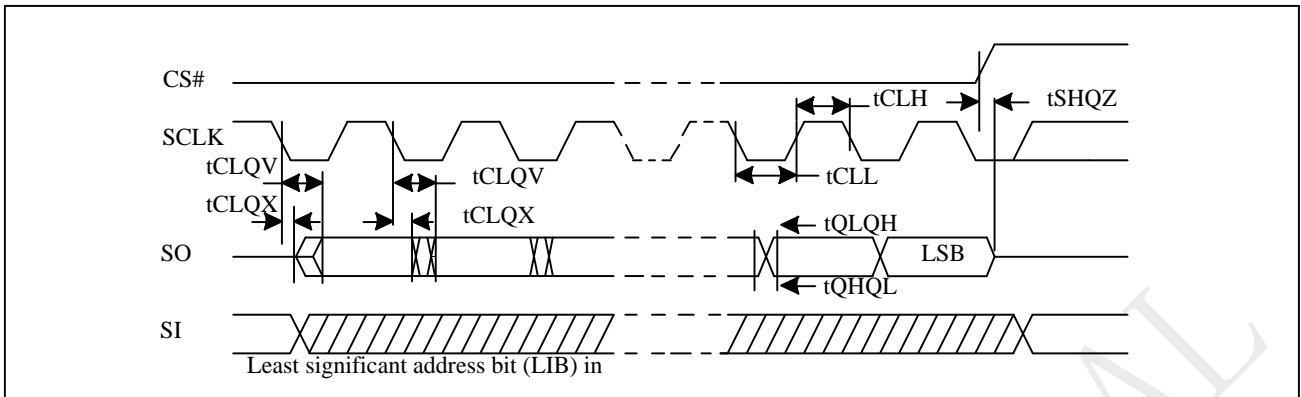 CS#
tCLH
tSHQZ
SCLK
tCLQV
tCLQV
tCLL
tCLQX
tCLQX
tQLQH
SO
LSB
tQHQL
SI
Least significant address bit (LIB) in
AL